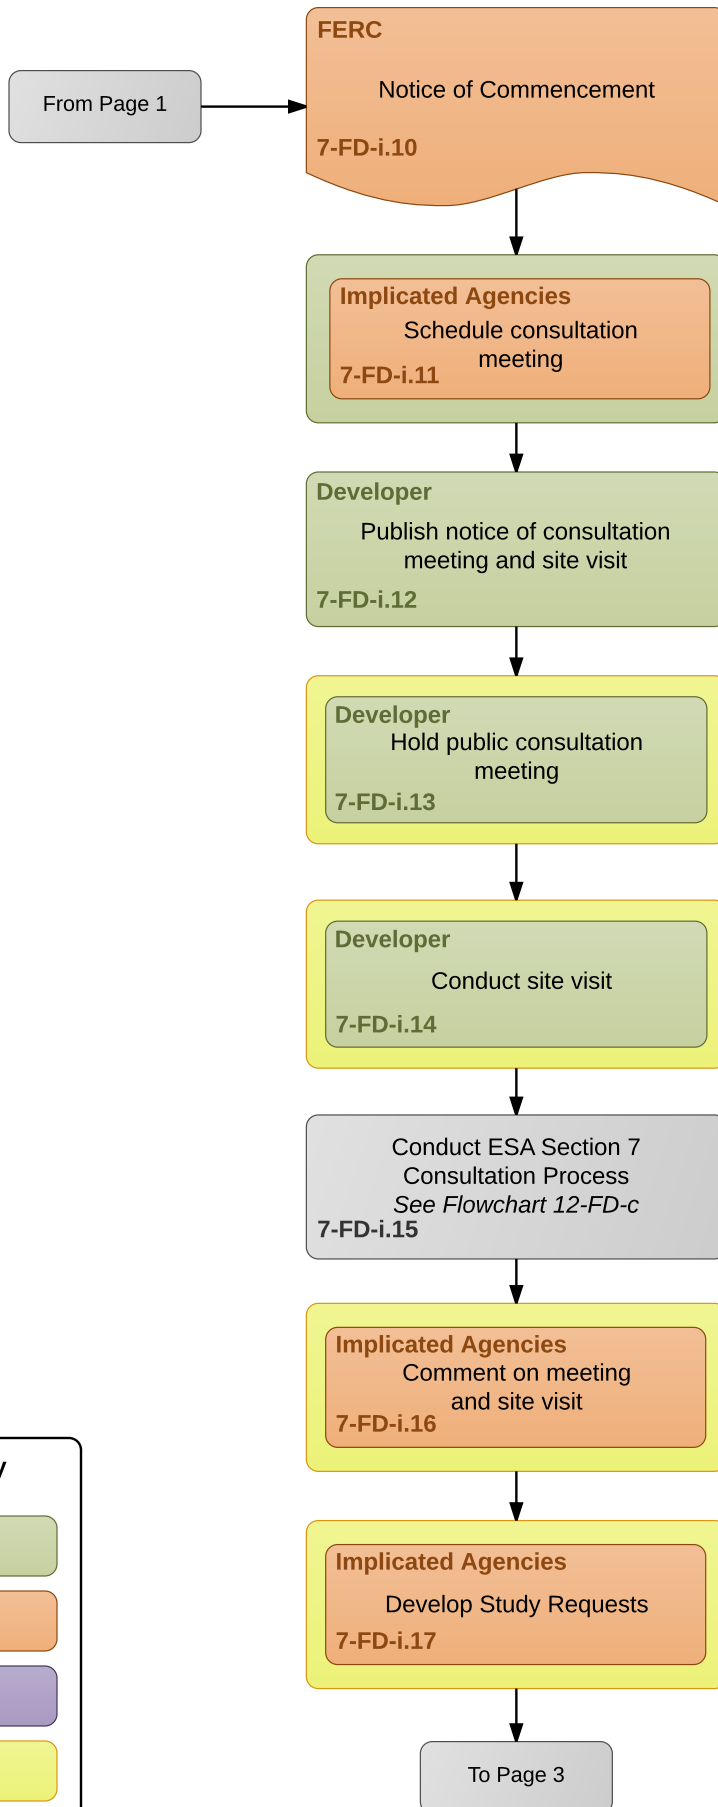 FERC
From Page 1
Notice of Commencement
7-FD-i.10
Implicated Agencies
Schedule consultation
meeting
7-FD-i.11
Developer
Publish notice of consultation
meeting and site visit
7-FD-i.12
Developer
Hold public consultation
meeting
7-FD-i.13
Developer
Conduct site visit
7-FD-i.14
Conduct ESA Section 7
Consultation Process
See Flowchart 12-FD-c
7-FD-i.15
Implicated Agencies
Comment on meeting
and site visit
7-FD-i.16
Implicated Agencies
Develop Study Requests
7-FD-i.17
To Page 3